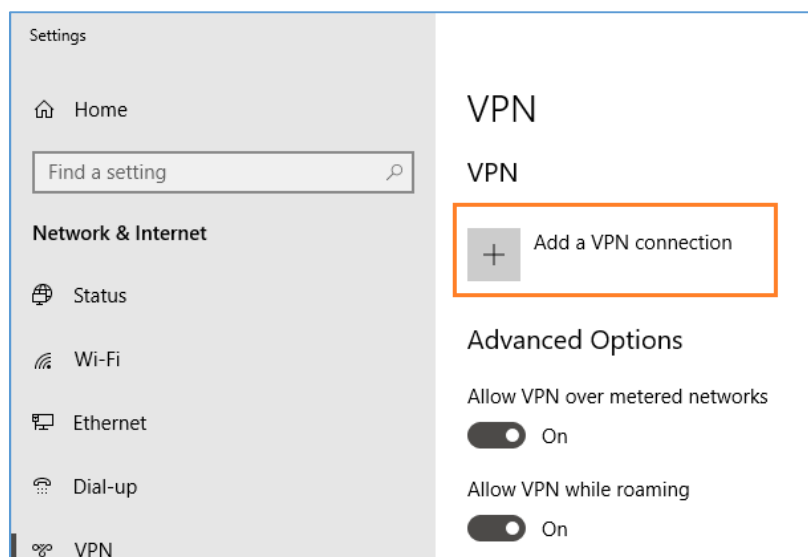 Settings
Home
Find a setting
Network & Internet
Status
Wi-Fi
Ethernet
Dial-up
VPN
VPN
VPN
Add a VPN connection
Advanced Options
Allow VPN over metered networks
On
Allow VPN while roaming
On